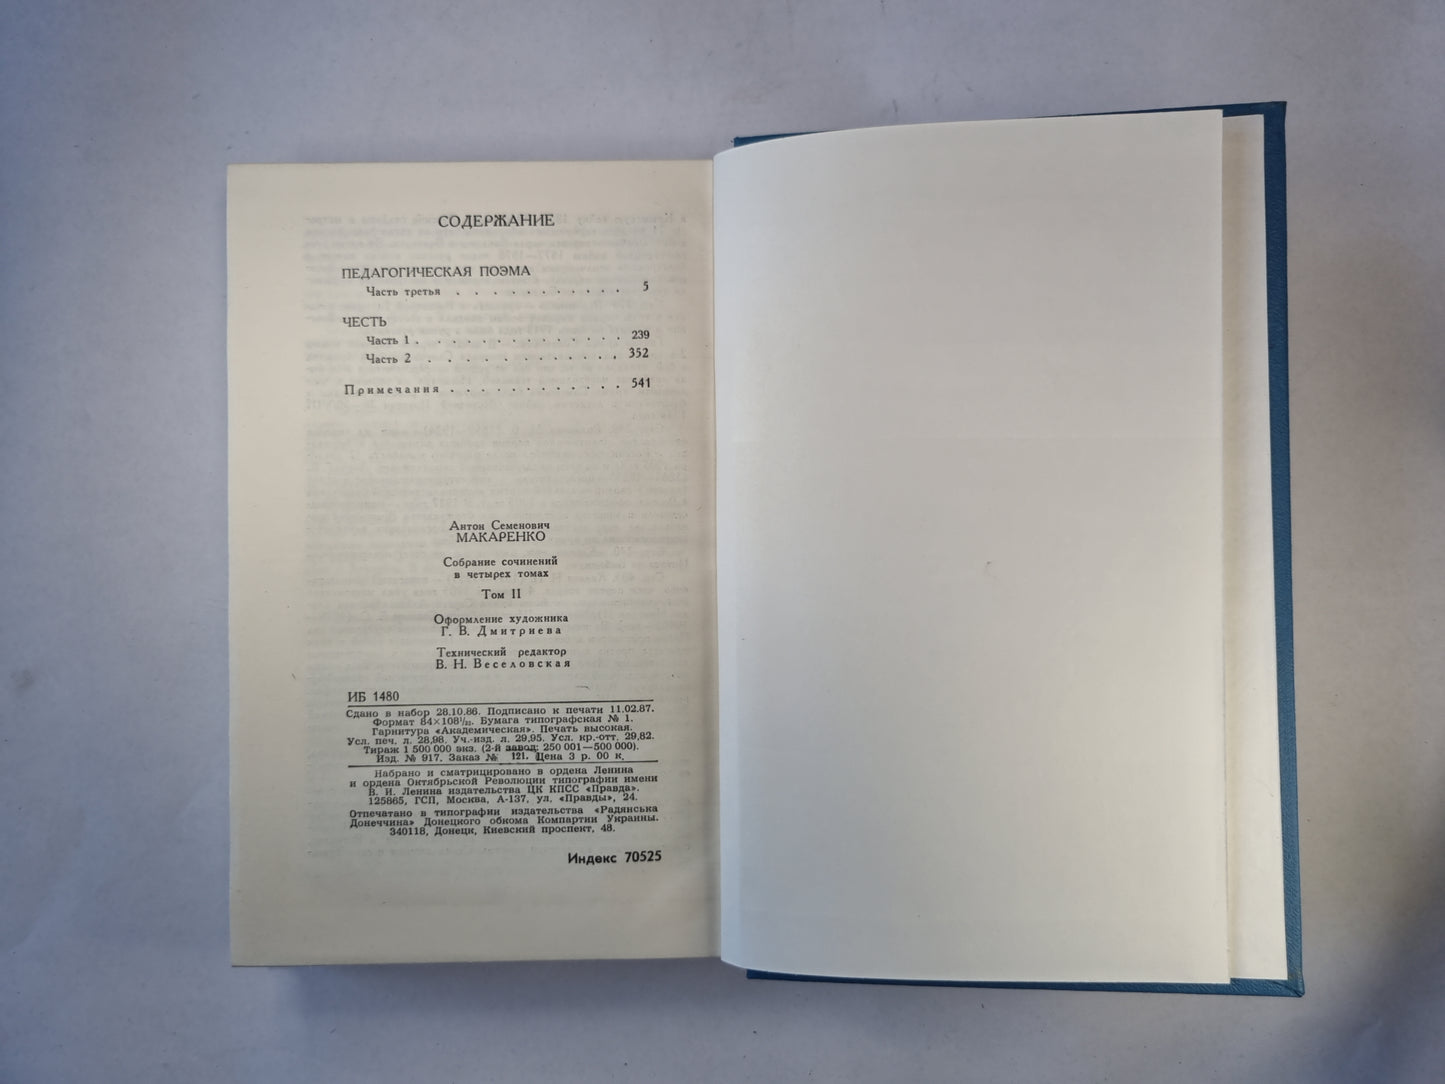 СОДЕРЖАНИЕ
ПЕДАГОГИЧЕСКАЯ ПОЭМА
Часть третья . . . . . . . . . . . 5
ЧЕСТЬ
Часть 1 . . . . . . . . . . . . . 239
Часть 2 . . . . . . . . . . . 352
Примечания . . . . . . . . . . . . 541
Антон Семенович
МАКАРЕНКО
Собрание сочинений
в четырех томах
Том II
Оформление художника
Г. В. Дмитриева
Технический редактор
В. Н. Веселовская
ИБ 1480
Сдано в набор 28.10.86. Подписано к печати 11.02.87.
Формат 84×108¹/₃₂. Бумага типографская № 1.
Гарнитура «Академическая». Печать высокая.
Усл. печ. л. 28,98. Уч.-изд. л. 29,95. Усл. кр.-отт. 29,82.
Тираж 1 500 000 экз. (2-й завод: 250 001—500 000).
Изд. № 917. Заказ № 121. Цена 3 р. 00 к.
Набрано и сматрицировано в ордена Ленина
и ордена Октябрьской Революции типографии имени
В. И. Ленина издательства ЦК КПСС «Правда».
125865, ГСП, Москва, А-137, ул. «Правды», 24.
Отпечатано в типографии издательства «Радянська
Донеччина» Донецкого обкома Компартии Украины.
340118, Донецк, Киевский проспект, 48.
Индекс 70525